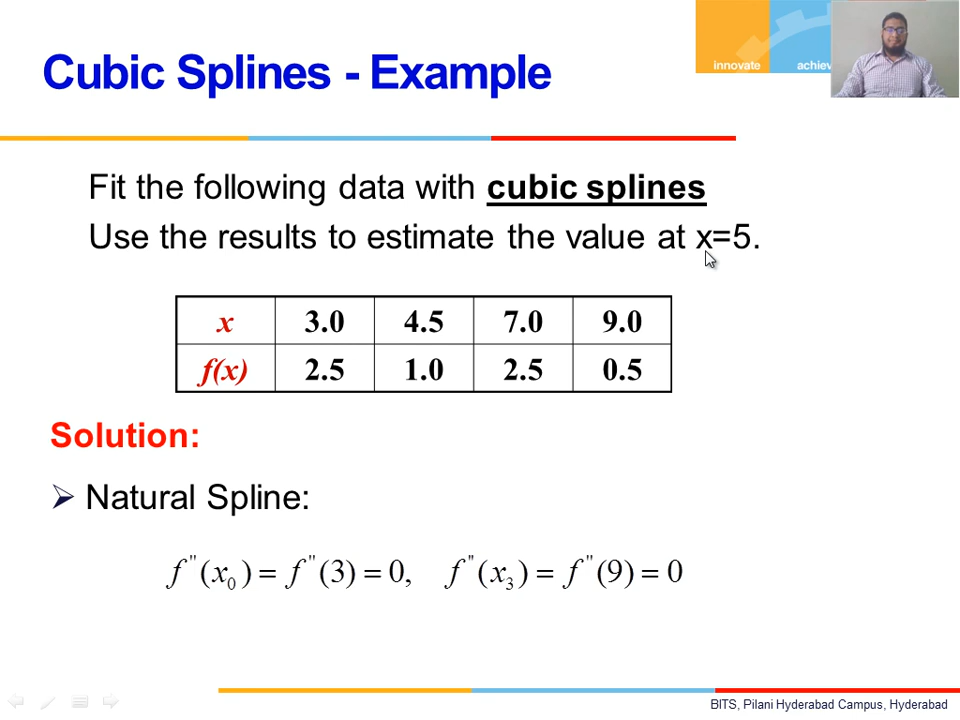 Cubic Splines - Example
innovate achiev
Fit the following data with cubic splines
Use the results to estimate the value at x=5.
x 3.0 4.5 7.0 9.0
f(x) 2.5 1.0 2.5 0.5
Solution:
➢ Natural Spline:
f''(x₀) = f''(3) = 0, f''(x₃) = f''(9) = 0
BITS, Pilani Hyderabad Campus, Hyderabad